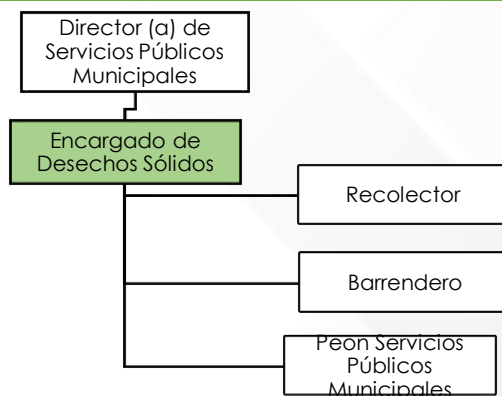 Director (a) de
Servicios Públicos
Municipales
Encargado de
Desechos Sólidos
Recolector
Barrendero
Peon Servicios
Públicos
Municipales